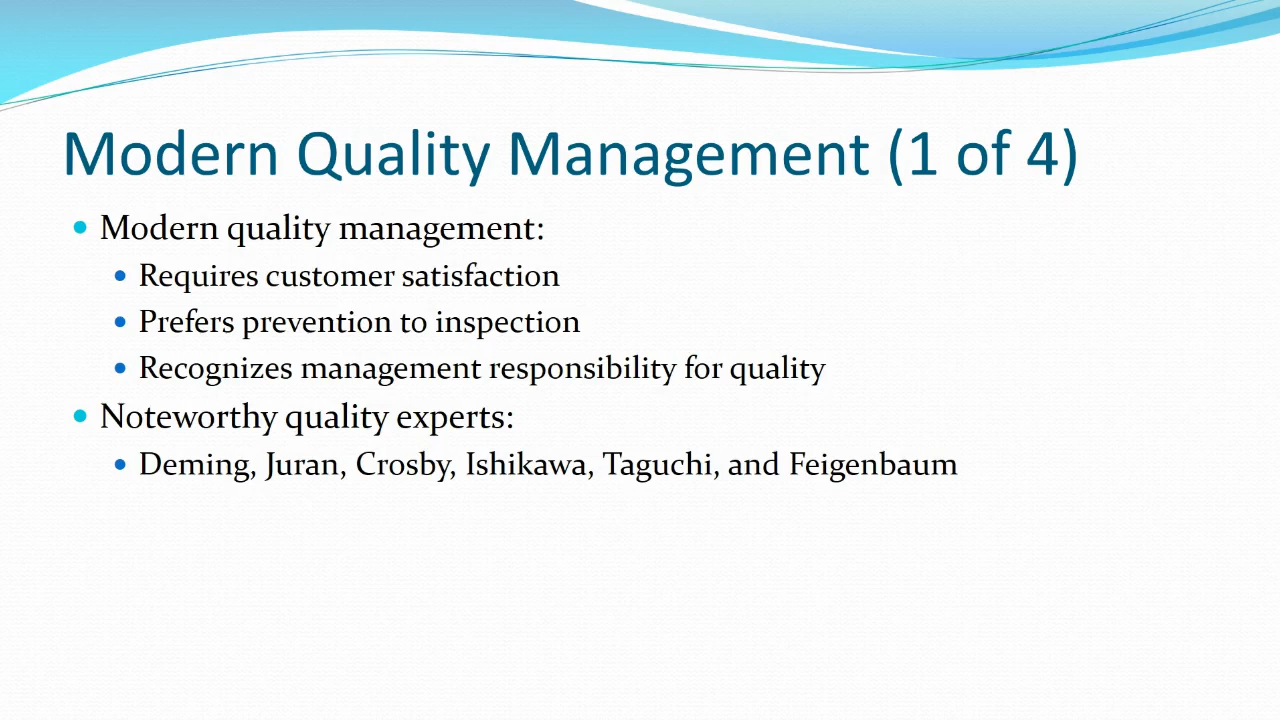 Modern Quality Management (1 of 4)
Modern quality management:
Requires customer satisfaction
Prefers prevention to inspection
Recognizes management responsibility for quality
Noteworthy quality experts:
Deming, Juran, Crosby, Ishikawa, Taguchi, and Feigenbaum